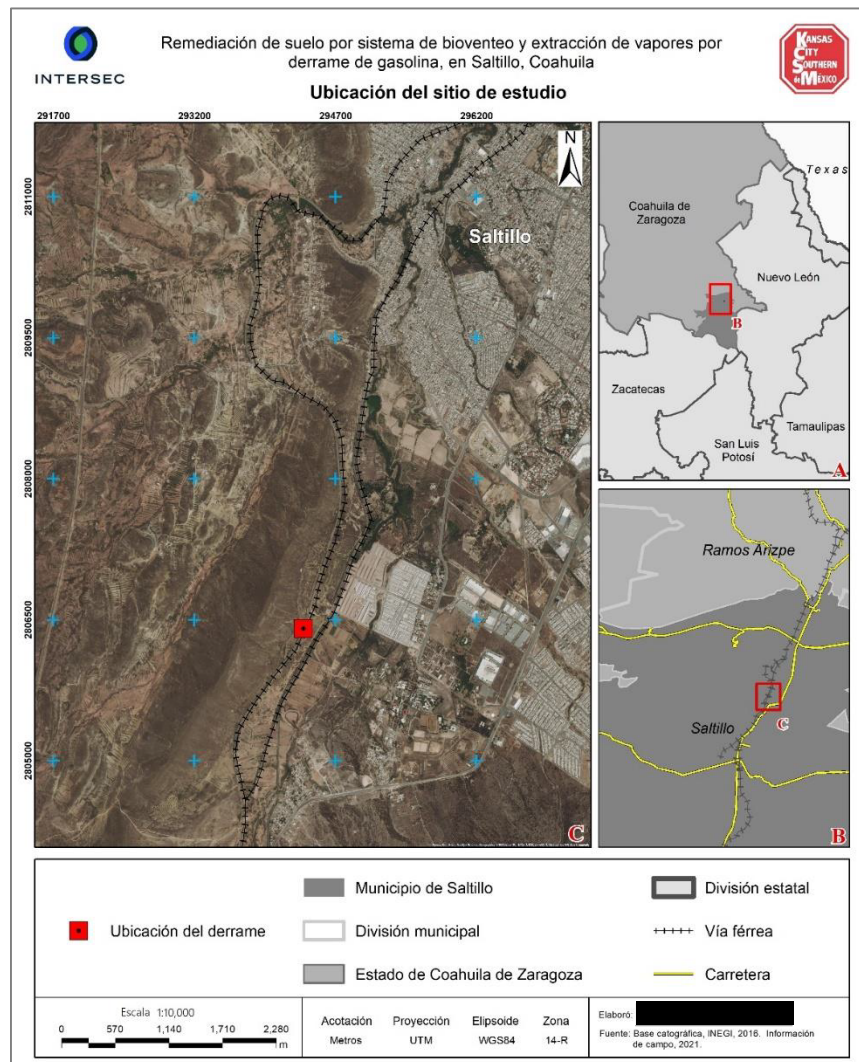 INTERSEC
Remediación de suelo por sistema de bioventeo y extracción de vapores por
derrame de gasolina, en Saltillo, Coahuila
Ubicación del sitio de estudio
KANSAS
CITY
SOUTHERN
de
MÉXICO
291700 293200 294700 296200
2811000
2809500
2808000
2806500
2805000
N
Saltillo
C
Texas
Coahuila de
Zaragoza
Nuevo León
B
Zacatecas
San Luis
Potosí
Tamaulipas
A
Ramos Arizpe
Saltillo
C
B
Ubicación del derrame
Municipio de Saltillo
División municipal
Estado de Coahuila de Zaragoza
División estatal
Vía férrea
Carretera
Escala 1:10,000
0 570 1,140 1,710 2,280
m
Acotación Proyección Elipsoide Zona
Metros UTM WGS84 14-R
Elaboró:
Fuente: Base catográfica, INEGI, 2016. Información
de campo, 2021.